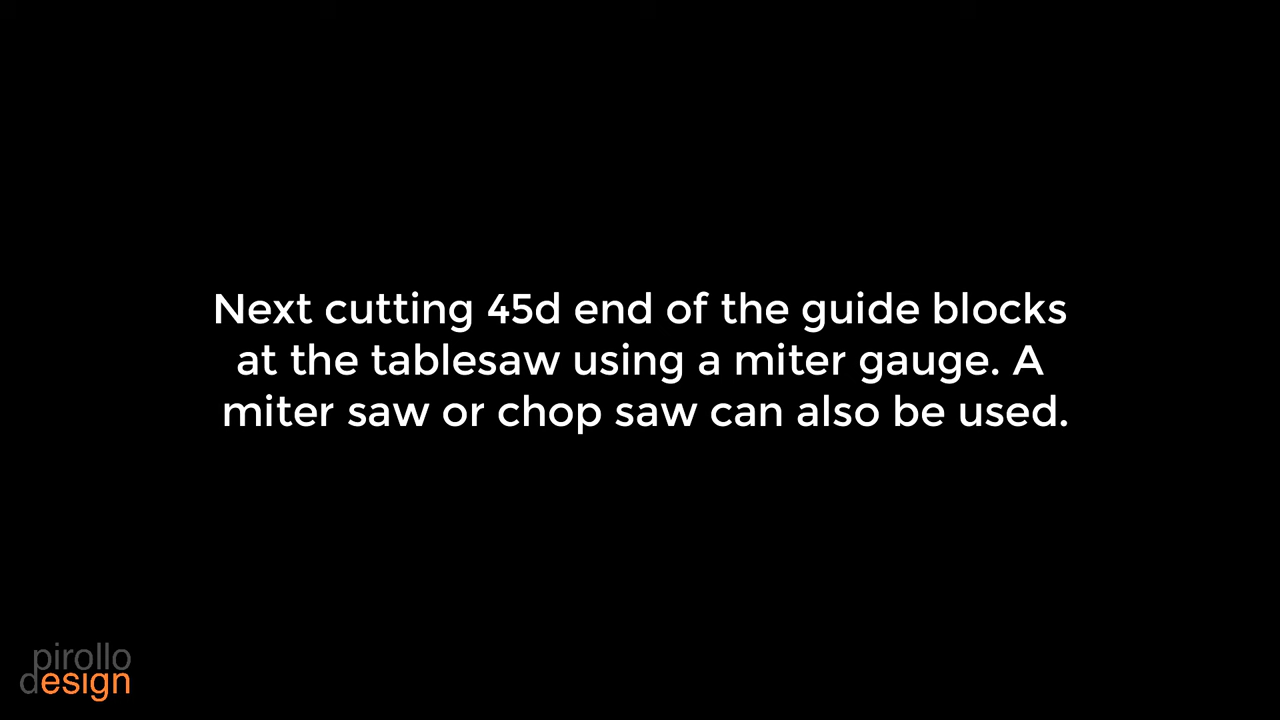 Next cutting 45d end of the guide blocks
at the tablesaw using a miter gauge. A
miter saw or chop saw can also be used.
pirollo
design